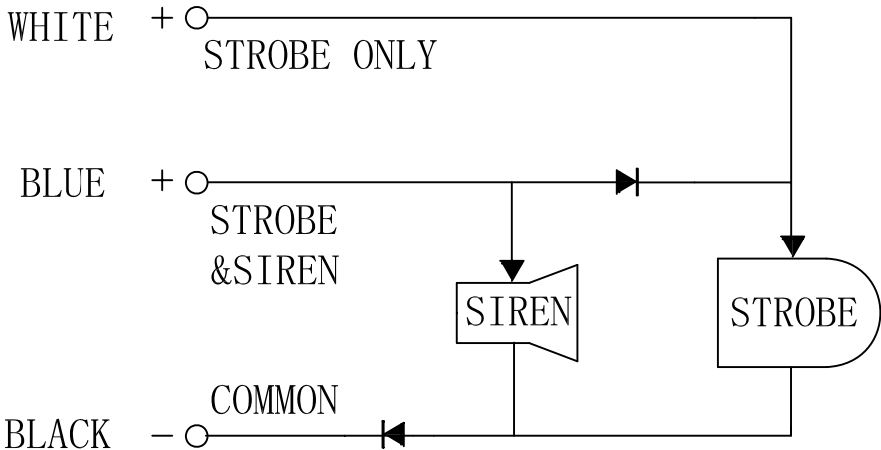 WHITE +
STROBE ONLY
BLUE +
STROBE
&SIREN
SIREN
STROBE
COMMON
BLACK -